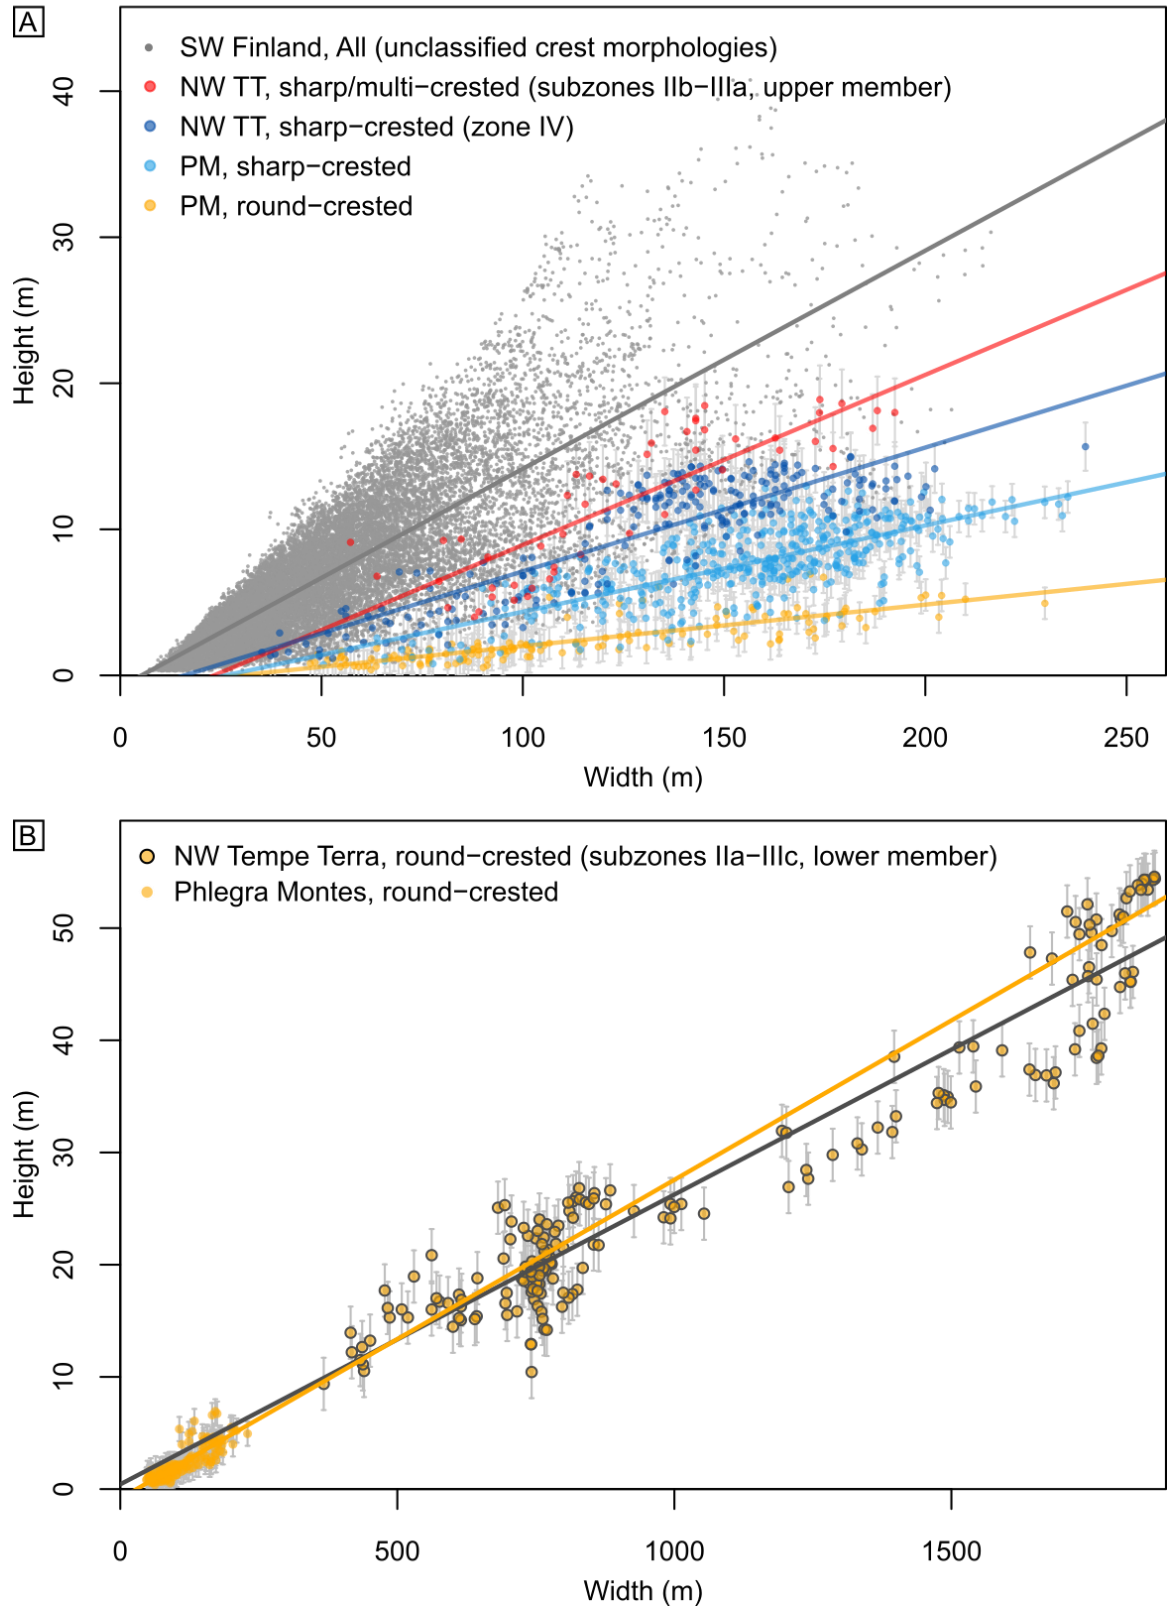 A
SW Finland, All (unclassified crest morphologies)
NW TT, sharp/multi−crested (subzones IIb−IIIa, upper member)
NW TT, sharp−crested (zone IV)
PM, sharp−crested
PM, round−crested
40
30
20
10
0
Height (m)
0 50 100 150 200 250
Width (m)
B
NW Tempe Terra, round−crested (subzones IIa−IIIc, lower member)
Phlegra Montes, round−crested
50
40
30
20
10
0
Height (m)
0 500 1000 1500
Width (m)